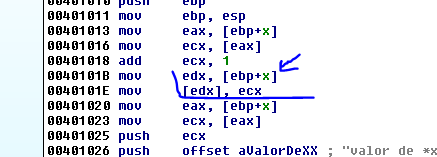 00401010 push    ebp
00401011 mov     ebp, esp
00401013 mov     eax, [ebp+x]
00401016 mov     ecx, [eax]
00401018 add     ecx, 1
0040101B mov     edx, [ebp+x]
0040101E mov     [edx], ecx
00401020 mov     eax, [ebp+x]
00401023 mov     ecx, [eax]
00401025 push    ecx
00401026 push    offset aValorDeXX ; "valor de *x